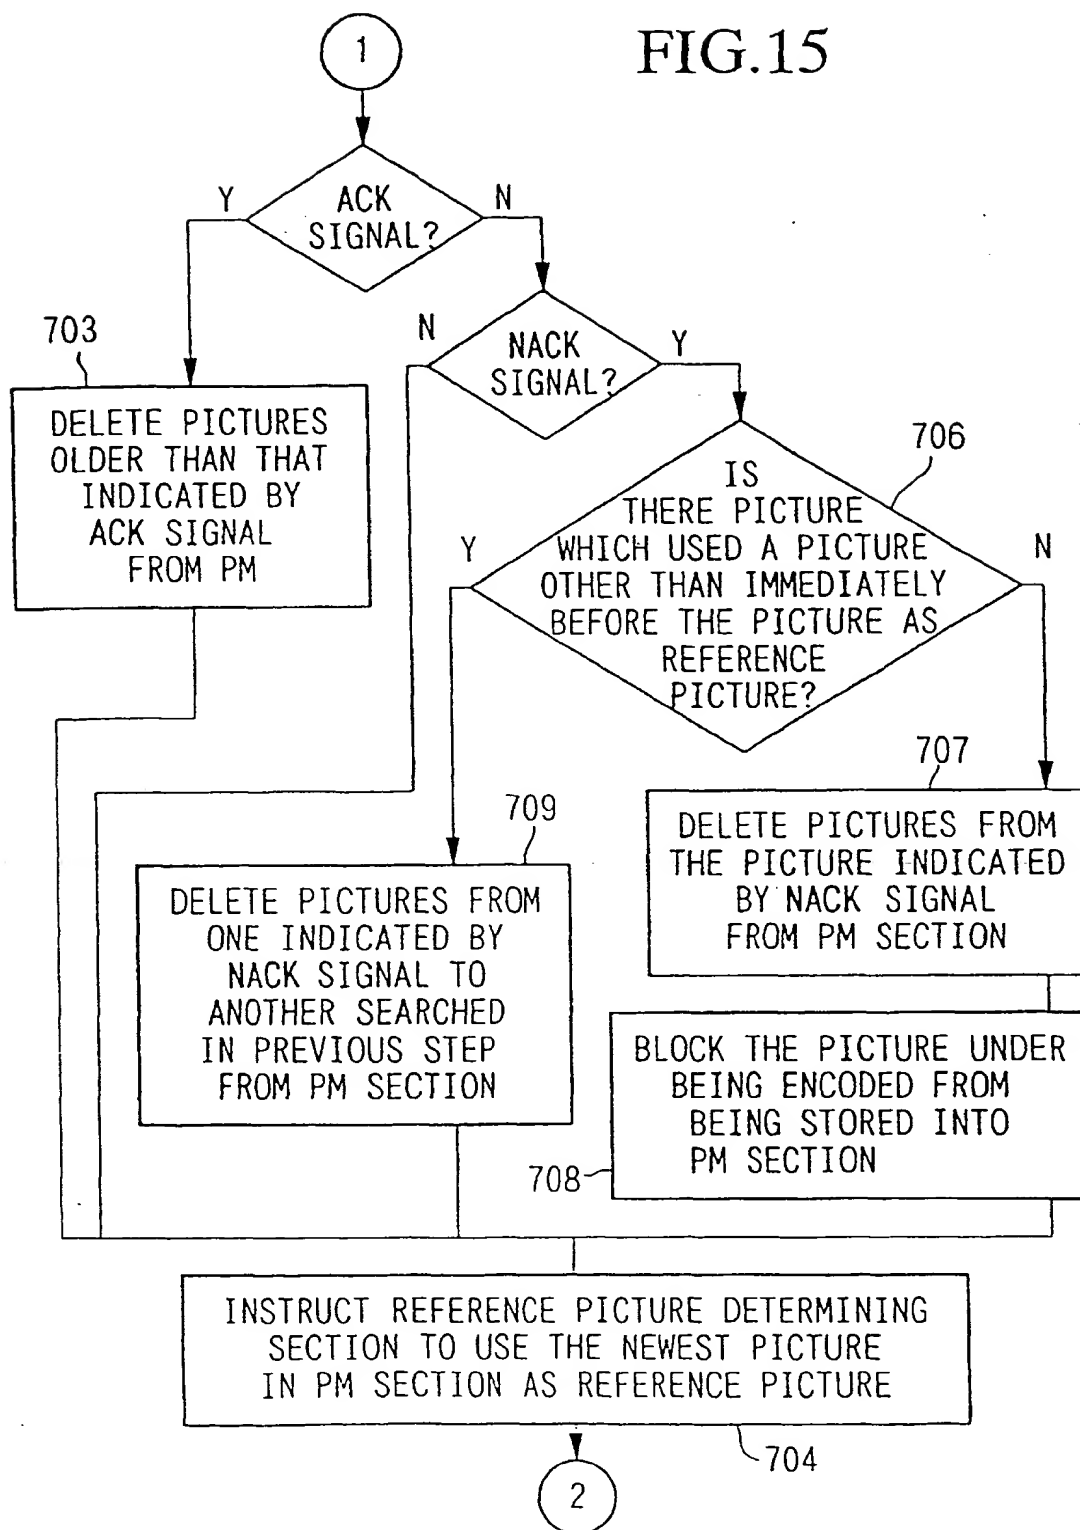 1
FIG.15
Y
ACK
SIGNAL?
N
703
N
NACK
SIGNAL?
Y
DELETE PICTURES
OLDER THAN THAT
INDICATED BY
ACK SIGNAL
FROM PM
706
Y
IS
THERE PICTURE
WHICH USED A PICTURE
OTHER THAN IMMEDIATELY
BEFORE THE PICTURE AS
REFERENCE
PICTURE?
N
707
709
DELETE PICTURES FROM
THE PICTURE INDICATED
BY NACK SIGNAL
FROM PM SECTION
DELETE PICTURES FROM
ONE INDICATED BY
NACK SIGNAL TO
ANOTHER SEARCHED
IN PREVIOUS STEP
FROM PM SECTION
BLOCK THE PICTURE UNDER
BEING ENCODED FROM
BEING STORED INTO
PM SECTION
708
INSTRUCT REFERENCE PICTURE DETERMINING
SECTION TO USE THE NEWEST PICTURE
IN PM SECTION AS REFERENCE PICTURE
704
2